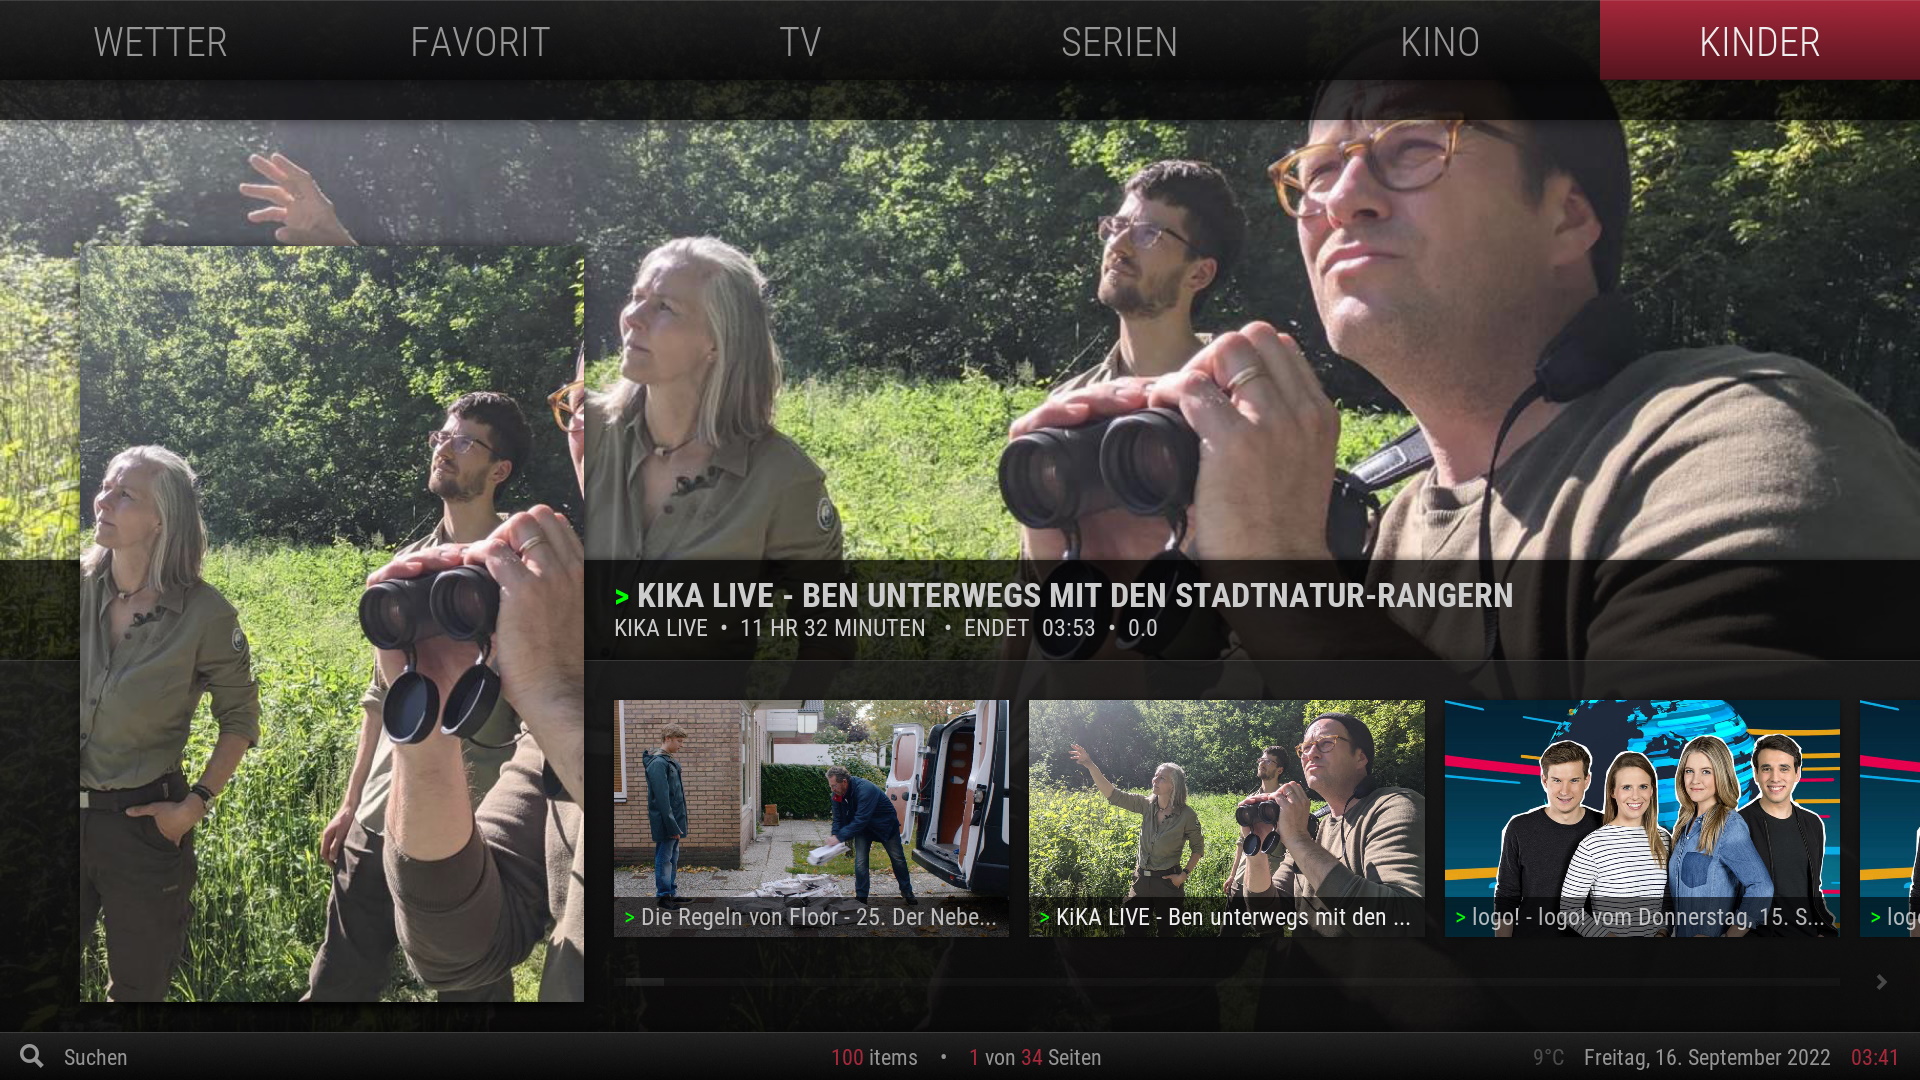 WETTER FAVORIT TV SERIEN KINO KINDER
> KIKA LIVE - BEN UNTERWEGS MIT DEN STADTNATUR-RANGERN
KIKA LIVE • 11 HR 32 MINUTEN • ENDET 03:53 • 0.0
> Die Regeln von Floor - 25. Der Nebe...
> KiKA LIVE - Ben unterwegs mit den ...
> logo! - logo! vom Donnerstag, 15. S...
> log
Suchen 100 items • 1 von 34 Seiten 9°C Freitag, 16. September 2022 03:41